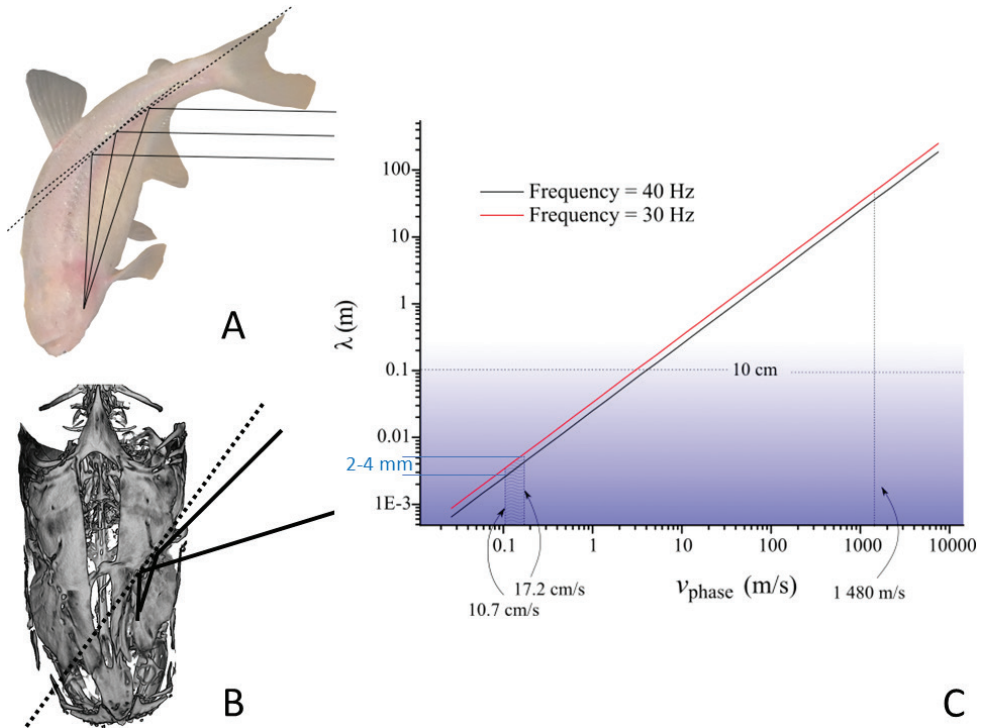 A
B
C
Frequency = 40 Hz
Frequency = 30 Hz
λ (m)
100
10
1
0.1
0.01
1E-3
10 cm
2-4 mm
0.1
1
10
100
1000
10000
17.2 cm/s
10.7 cm/s
νphase (m/s)
1 480 m/s